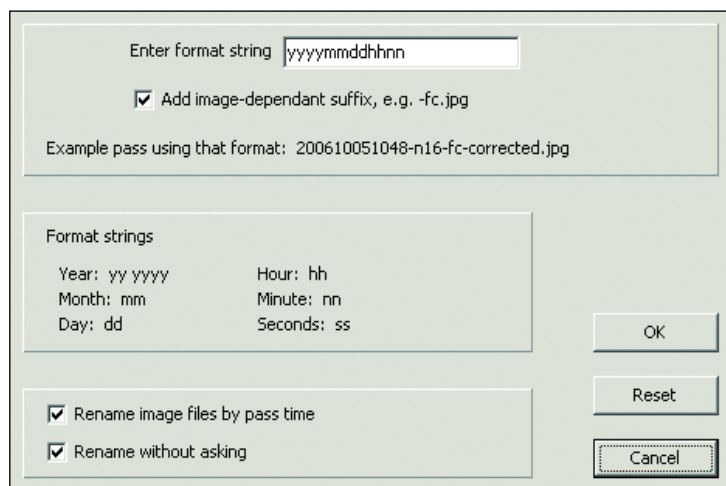 Enter format string yyyymmddhhnn
Add image-dependant suffix, e.g. -fc.jpg
Example pass using that format: 200610051048-n16-fc-corrected.jpg
Format strings
Year: yy yyyy Hour: hh
Month: mm Minute: nn
Day: dd Seconds: ss
OK
Reset
Rename image files by pass time
Rename without asking
Cancel